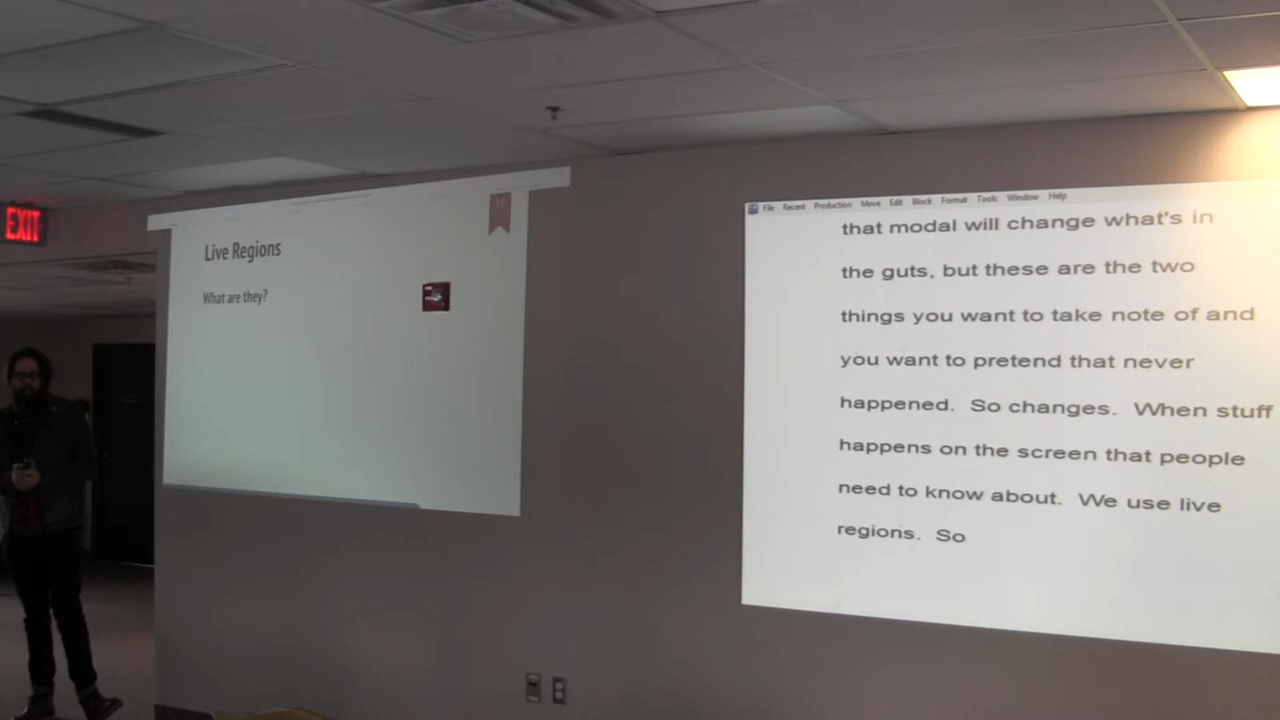 EXIT
Live Regions
What are they?
File Recent Production Move Edit Block Format Tools Window Help
that modal will change what's in
the guts, but these are the two
things you want to take note of and
you want to pretend that never
happened. So changes. When stuff
happens on the screen that people
need to know about. We use live
regions. So